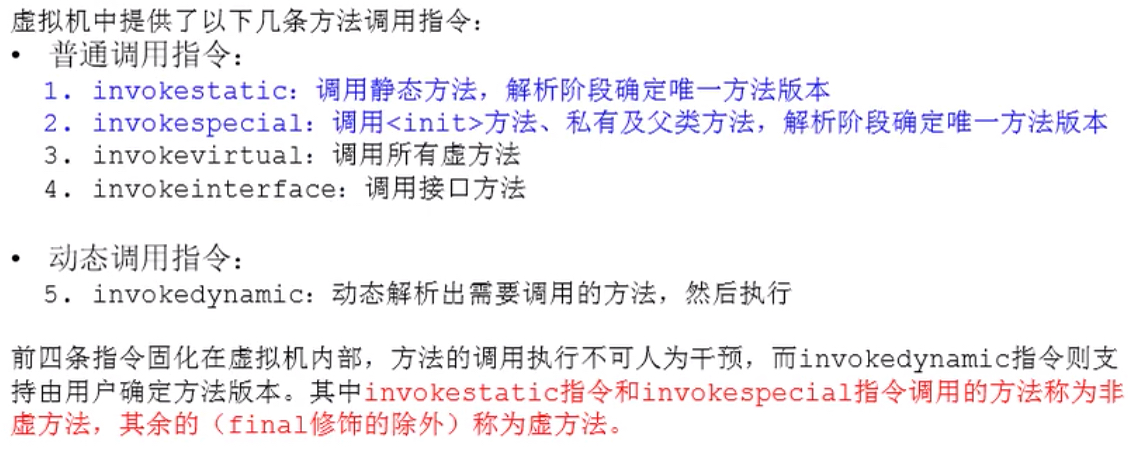 虚拟机中提供了以下几条方法调用指令：
• 普通调用指令：
1. invokestatic：调用静态方法，解析阶段确定唯一方法版本
2. invokespecial：调用<init>方法、私有及父类方法，解析阶段确定唯一方法版本
3. invokevirtual：调用所有虚方法
4. invokeinterface：调用接口方法
• 动态调用指令：
5. invokedynamic：动态解析出需要调用的方法，然后执行
前四条指令固化在虚拟机内部，方法的调用执行不可人为干预，而invokedynamic指令则支
持由用户确定方法版本。其中invokestatic指令和invokespecial指令调用的方法称为非
虚方法，其余的（final修饰的除外）称为虚方法。